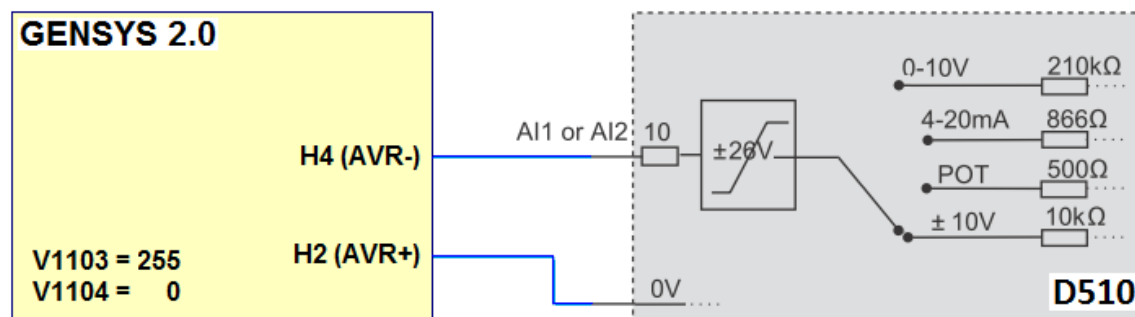 GENSYS 2.0
H4 (AVR-)
H2 (AVR+)
V1103 = 255
V1104 = 0
AI1 or AI2
10
±26V
0-10V
210kΩ
4-20mA
866Ω
POT
500Ω
± 10V
10kΩ
0V
D510